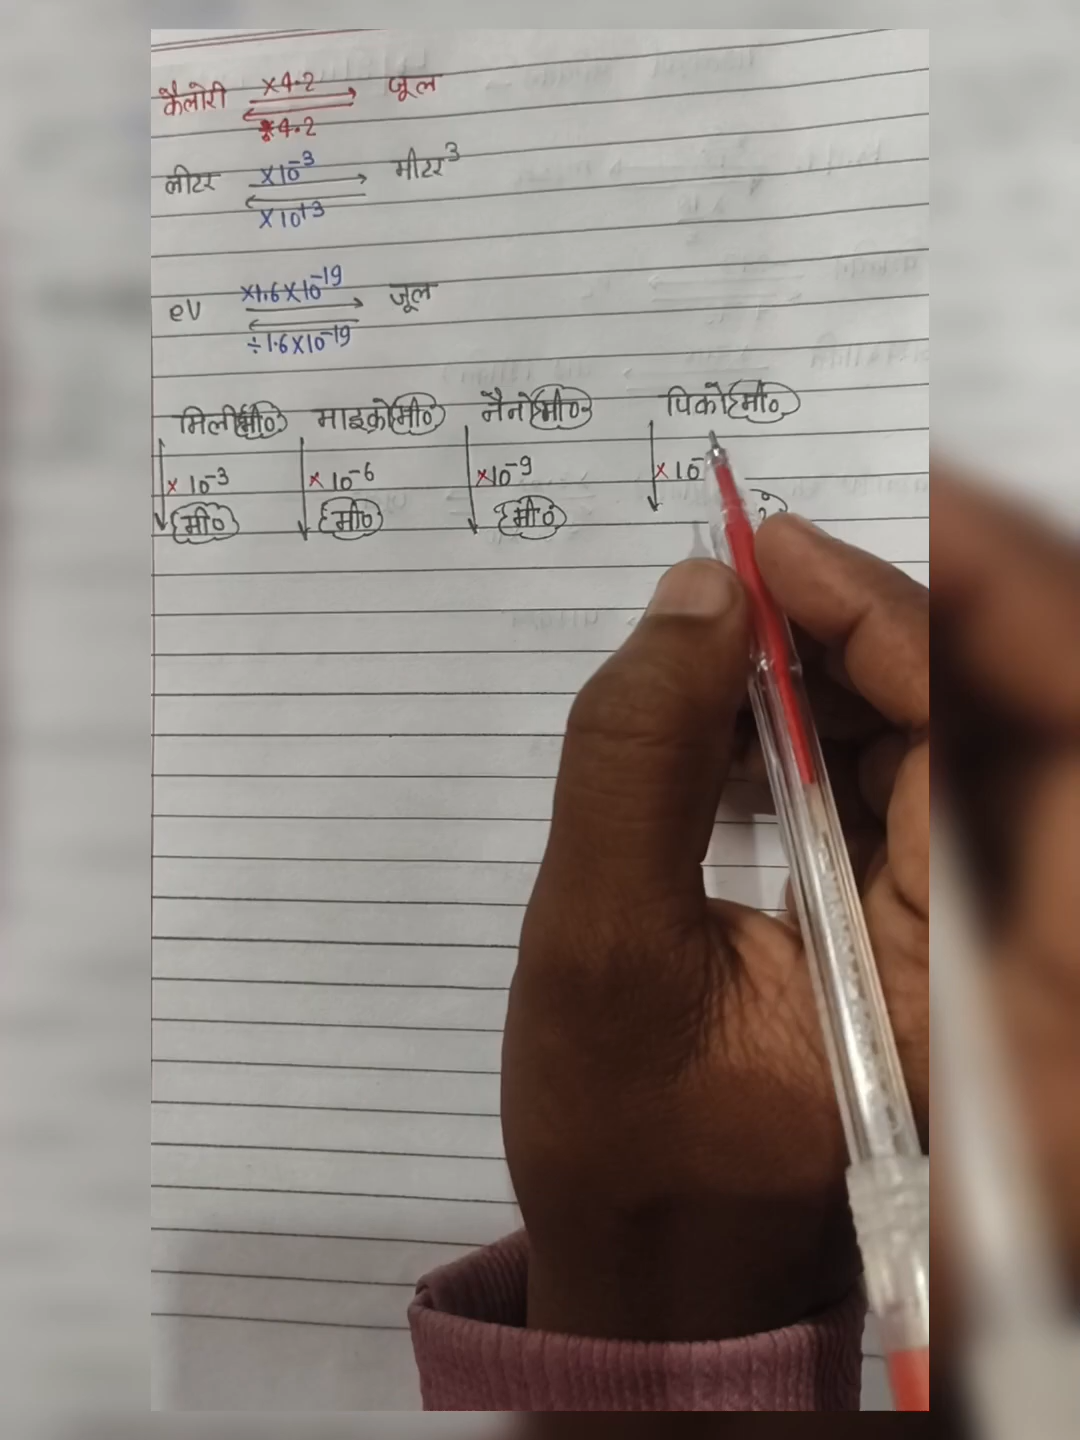 ×4.2
कैलोरी जूल
÷4.2
×10⁻³
लीटर मीटर³
×10⁺³
×1.6×10⁻¹⁹
eV जूल
÷1.6×10⁻¹⁹
मिलीमी० माइक्रोमी० नैनोमी० पिकोमी०
×10⁻³ ×10⁻⁶ ×10⁻⁹ ×10⁻
मी० मी० मी०